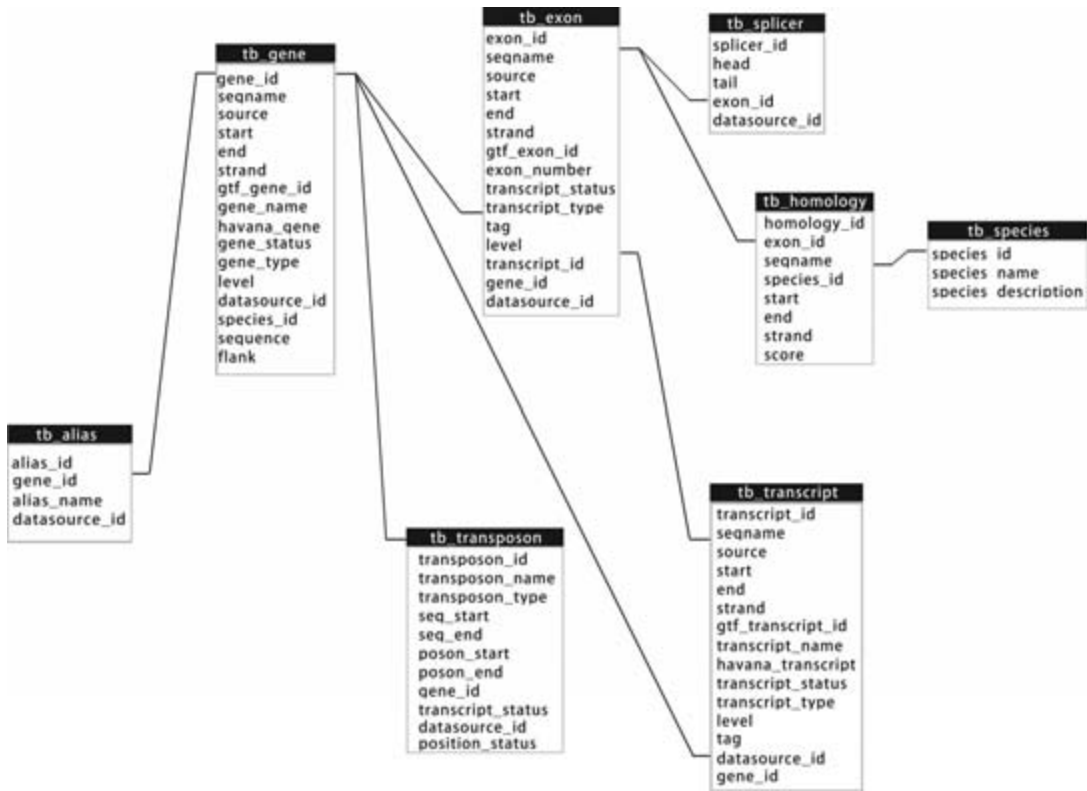 tb_gene
gene_id
seqname
source
start
end
strand
gtf_gene_id
gene_name
havana_gene
gene_status
gene_type
level
datasource_id
species_id
sequence
flank
tb_exon
exon_id
seqname
source
start
end
strand
gtf_exon_id
exon_number
transcript_status
transcript_type
tag
level
transcript_id
gene_id
datasource_id
tb_splicer
splicer_id
head
tail
exon_id
datasource_id
tb_homology
homology_id
exon_id
seqname
species_id
start
end
strand
score
tb_species
species_id
species_name
species_description
tb_alias
alias_id
gene_id
alias_name
datasource_id
tb_transposon
transposon_id
transposon_name
transposon_type
seq_start
seq_end
poson_start
poson_end
gene_id
transcript_status
datasource_id
position_status
tb_transcript
transcript_id
seqname
source
start
end
strand
gtf_transcript_id
transcript_name
havana_transcript
transcript_status
transcript_type
level
tag
datasource_id
gene_id